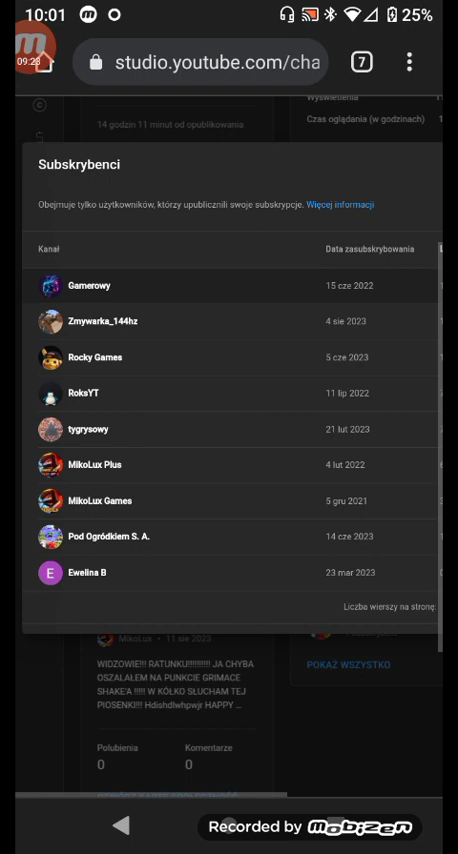 10:01
25%
09:23
studio.youtube.com/cha
7
Wyświetlenia
14 godzin 11 minut od opublikowania
Czas oglądania (w godzinach)
Subskrybenci
Obejmuje tylko użytkowników, którzy upublicznili swoje subskrypcje. Więcej informacji
Kanał Data zasubskrybowania
Gamerowy 15 cze 2022
Zmywarka_144hz 4 sie 2023
Rocky Games 5 cze 2023
RoksYT 11 lip 2022
tygrysowy 21 lut 2023
MikoLux Plus 4 lut 2022
MikoLux Games 5 gru 2021
Pod Ogródkiem S. A. 14 cze 2023
E Ewelina B 23 mar 2023
Liczba wierszy na stronę:
MikoLux • 11 sie 2023
WIDZOWIE!!! RATUNKU!!!!!!!!!! JA CHYBA
OSZALAŁEM NA PUNKCIE GRIMACE
SHAKE'A !!!!! W KÓŁKO SŁUCHAM TEJ
PIOSENKI!!! Hdishdlwhpwjr HAPPY ...
POKAŻ WSZYSTKO
Polubienia Komentarze
0 0
Recorded by MOBIZEN